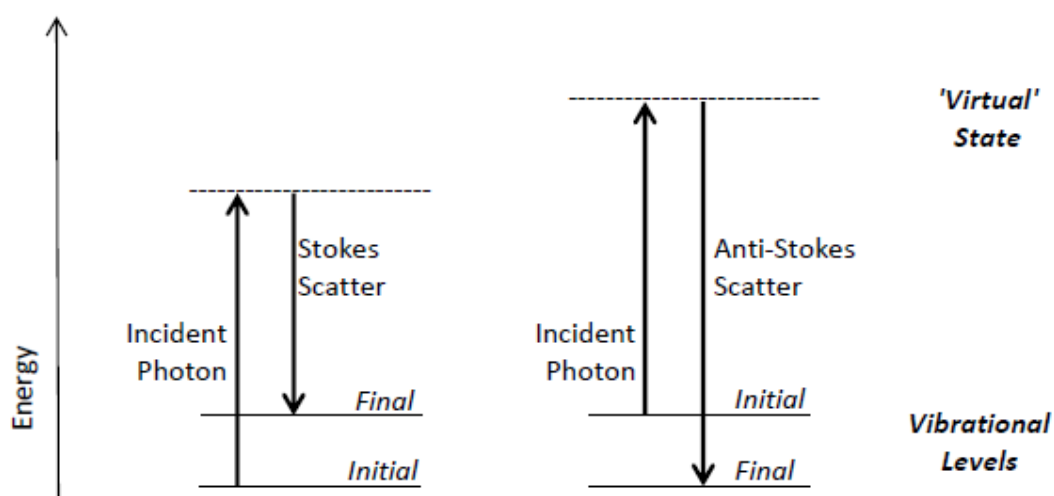 Energy
Stokes
Scatter
Incident
Photon
Final
Initial
Anti-Stokes
Scatter
Incident
Photon
Initial
Final
'Virtual'
State
Vibrational
Levels